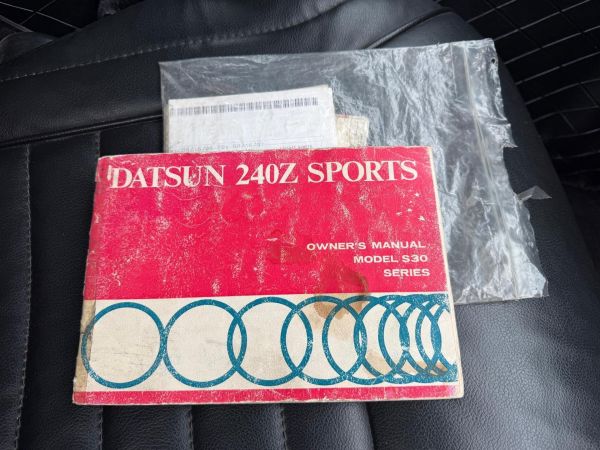 DATSUN 240Z SPORTS
OWNER'S MANUAL
MODEL S30
SERIES